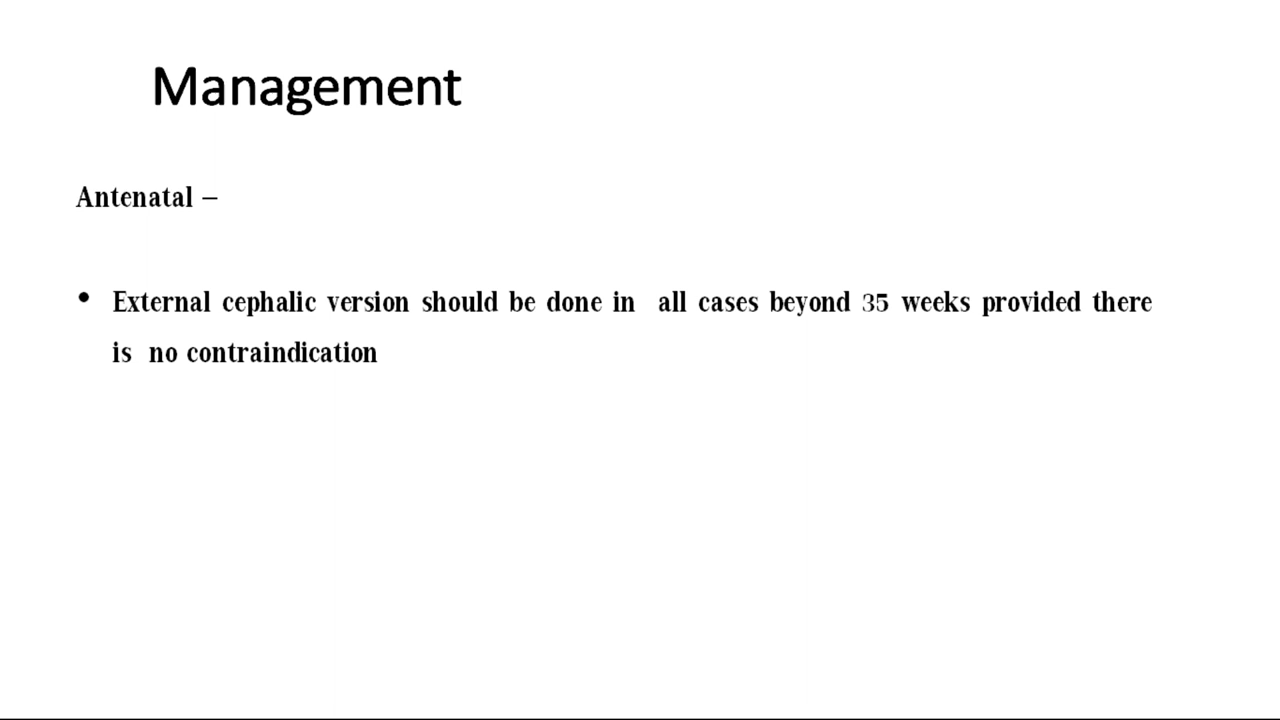 Management
Antenatal –
• External cephalic version should be done in all cases beyond 35 weeks provided there
is no contraindication